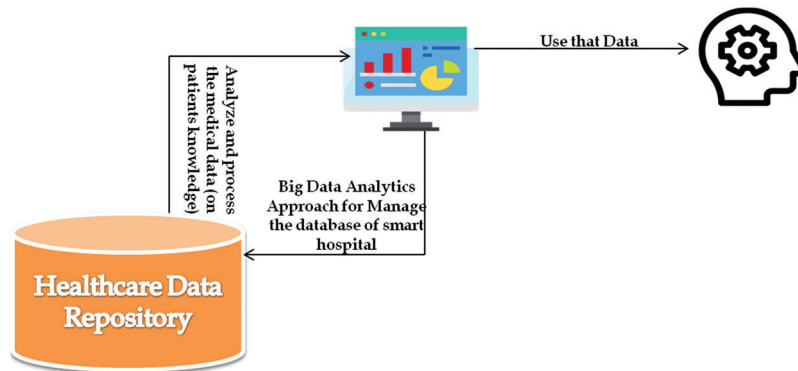 Use that Data
Analyze and process
the medical data (on
patients knowledge)
Big Data Analytics
Approach for Manage
the database of smart
hospital
Healthcare Data
Repository